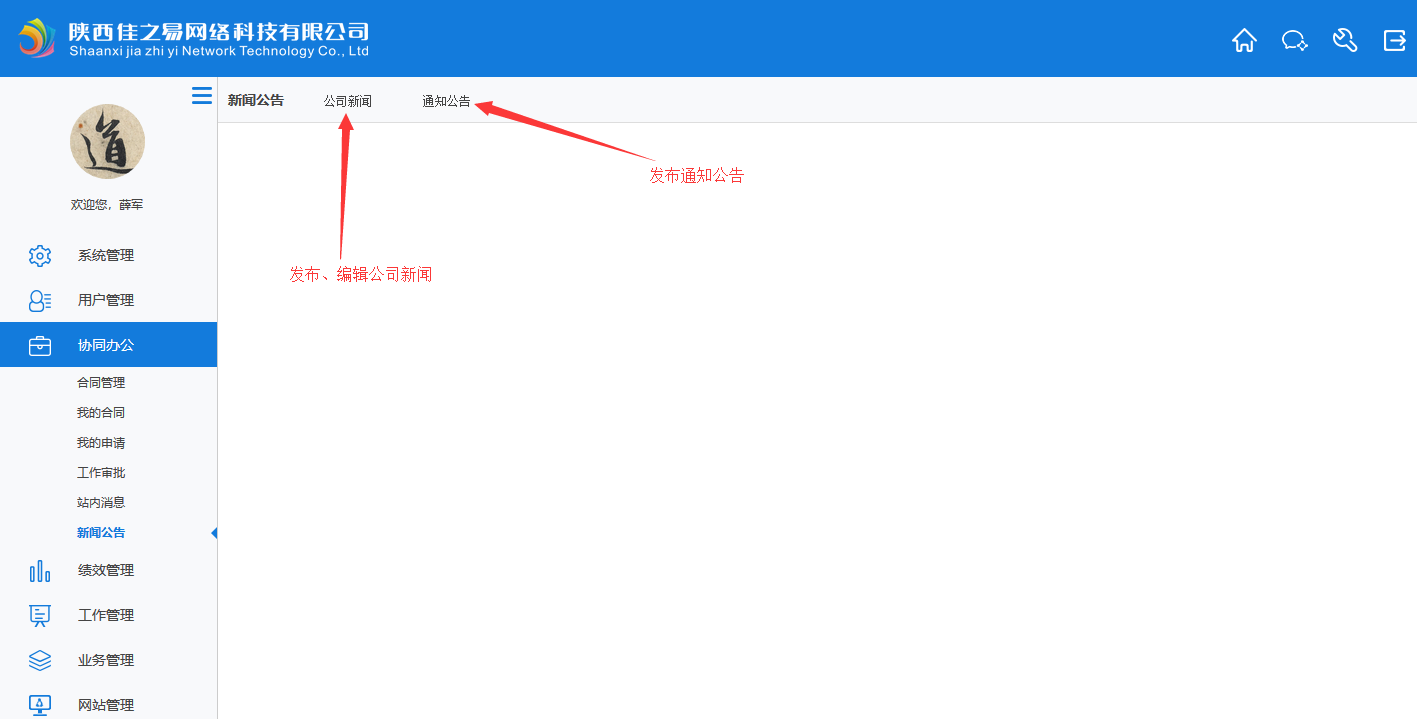 陕西佳之易网络科技有限公司
Shaanxi jia zhi yi Network Technology Co., Ltd
道
欢迎您，薛军
系统管理
用户管理
协同办公
合同管理
我的合同
我的申请
工作审批
站内消息
新闻公告
绩效管理
工作管理
业务管理
网站管理
新闻公告
公司新闻
通知公告
发布通知公告
发布、编辑公司新闻